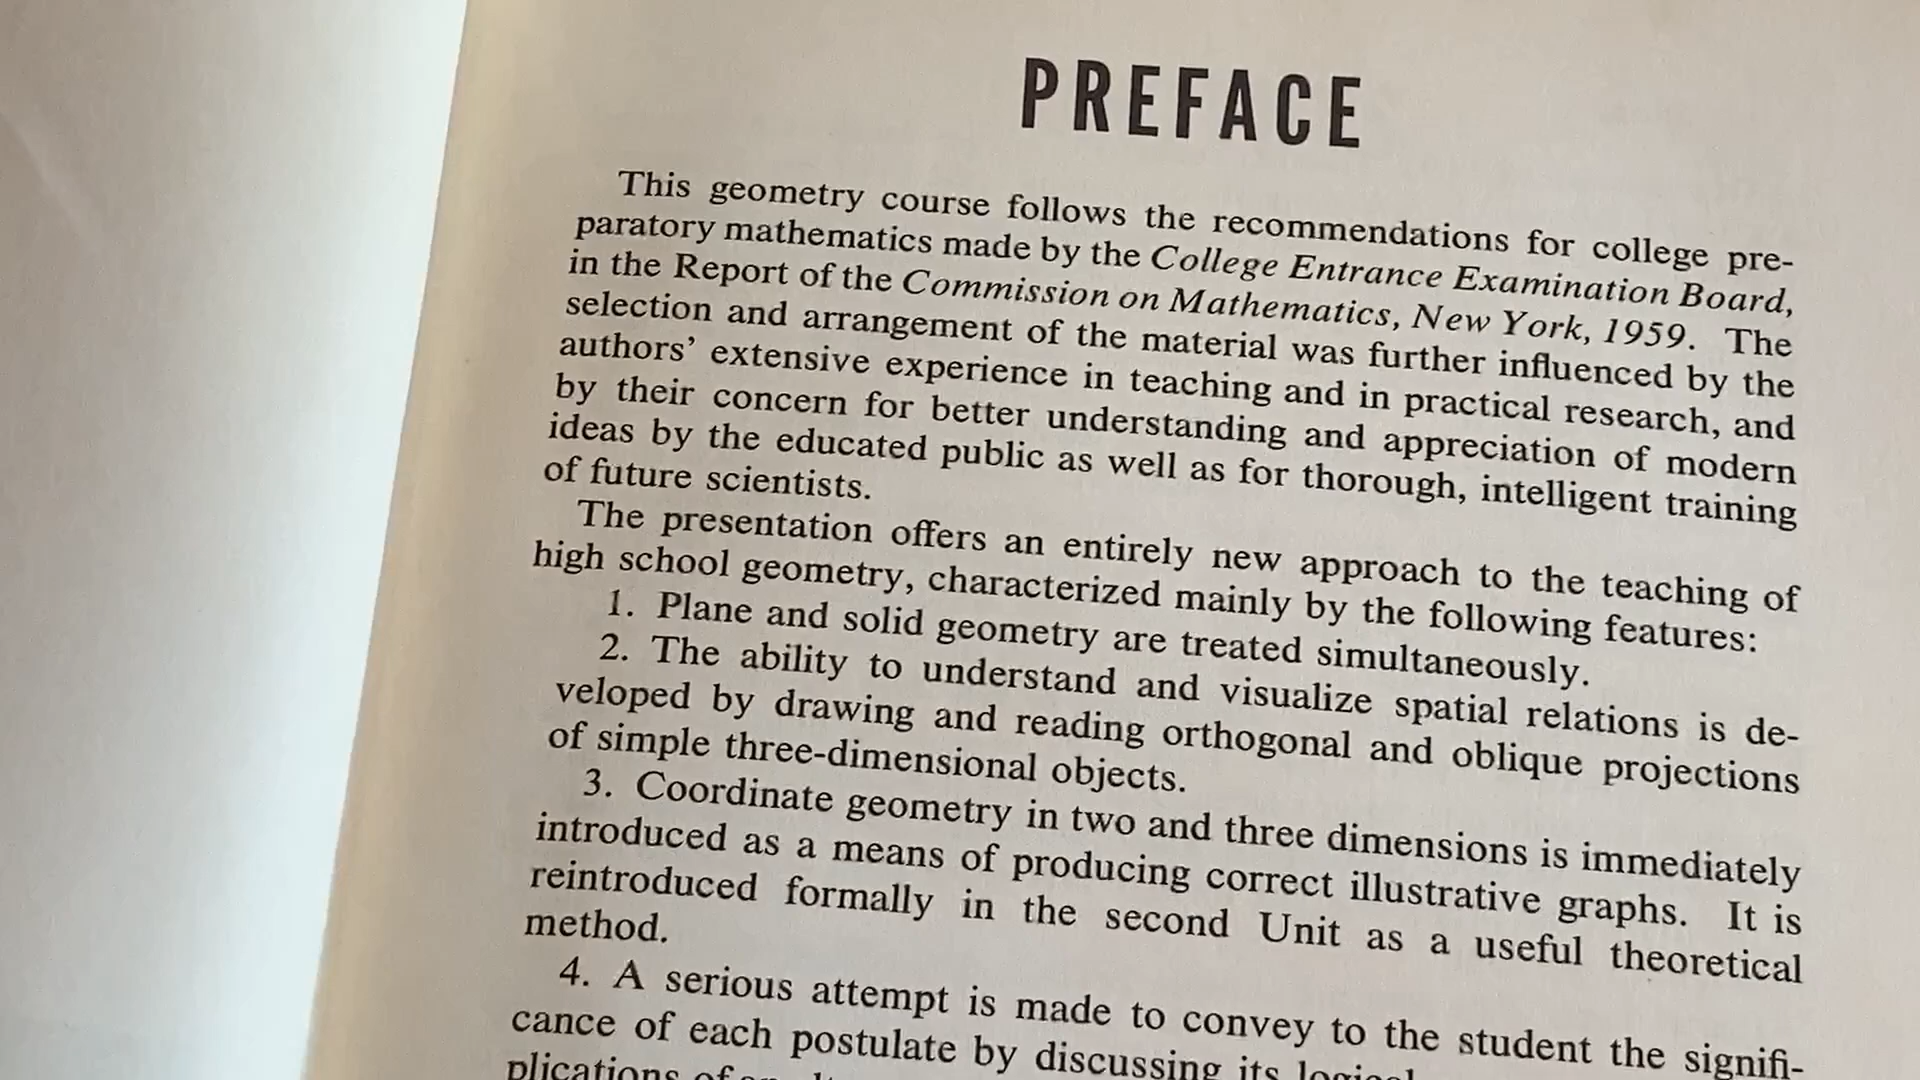 PREFACE
This geometry course follows the recommendations for college pre-
paratory mathematics made by the College Entrance Examination Board,
in the Report of the Commission on Mathematics, New York, 1959. The
selection and arrangement of the material was further influenced by the
authors’ extensive experience in teaching and in practical research, and
by their concern for better understanding and appreciation of modern
ideas by the educated public as well as for thorough, intelligent training
of future scientists.
The presentation offers an entirely new approach to the teaching of
high school geometry, characterized mainly by the following features:
1. Plane and solid geometry are treated simultaneously.
2. The ability to understand and visualize spatial relations is de-
veloped by drawing and reading orthogonal and oblique projections
of simple three-dimensional objects.
3. Coordinate geometry in two and three dimensions is immediately
introduced as a means of producing correct illustrative graphs. It is
reintroduced formally in the second Unit as a useful theoretical
method.
4. A serious attempt is made to convey to the student the signifi-
cance of each postulate by discussing its logical
plications of